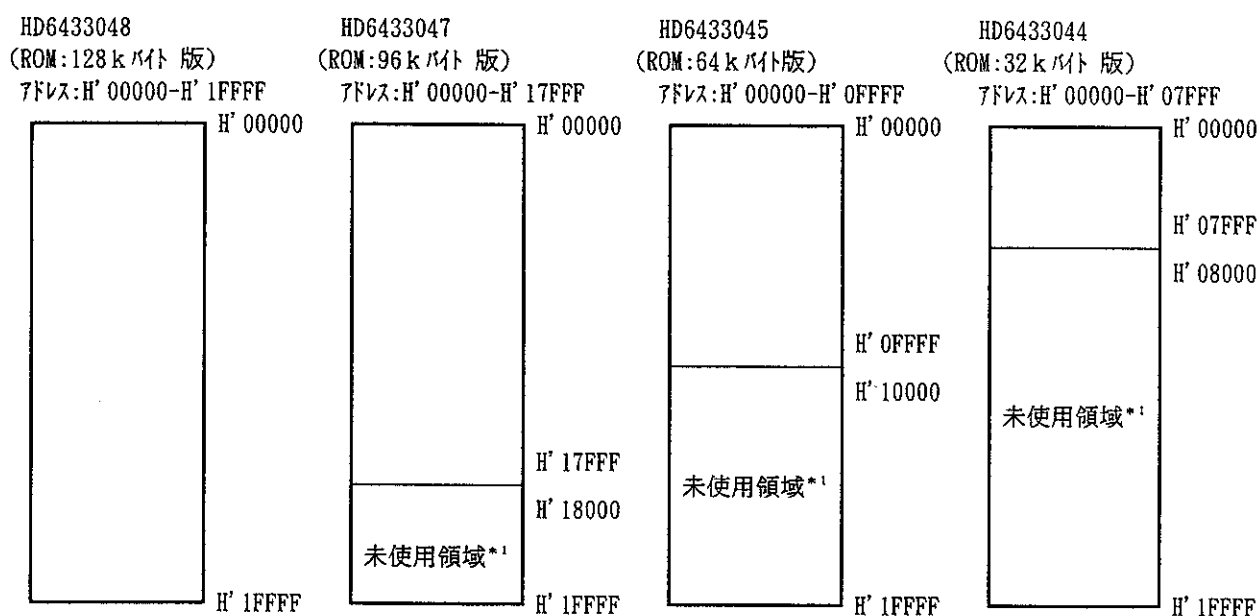 HD6433048
(ROM:128kﾊﾞｲﾄ 版)
ｱﾄﾞﾚｽ:H'00000-H'1FFFF
H'00000
H'1FFFF
HD6433047
(ROM:96kﾊﾞｲﾄ 版)
ｱﾄﾞﾚｽ:H'00000-H'17FFF
H'00000
H'17FFF
H'18000
未使用領域*1
H'1FFFF
HD6433045
(ROM:64kﾊﾞｲﾄ版)
ｱﾄﾞﾚｽ:H'00000-H'0FFFF
H'00000
H'0FFFF
H'10000
未使用領域*1
H'1FFFF
HD6433044
(ROM:32kﾊﾞｲﾄ 版)
ｱﾄﾞﾚｽ:H'00000-H'07FFF
H'00000
H'07FFF
H'08000
未使用領域*1
H'1FFFF